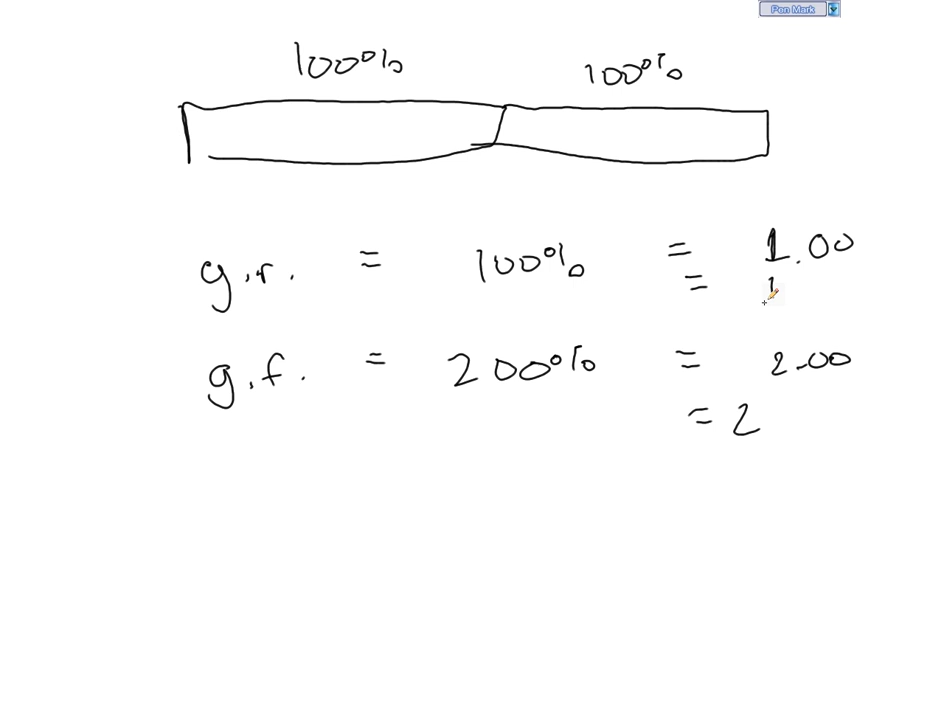 Pen Mark
100% 100%
g.r. = 100% = 1.00
= 1
g.f. = 200% = 2.00
= 2